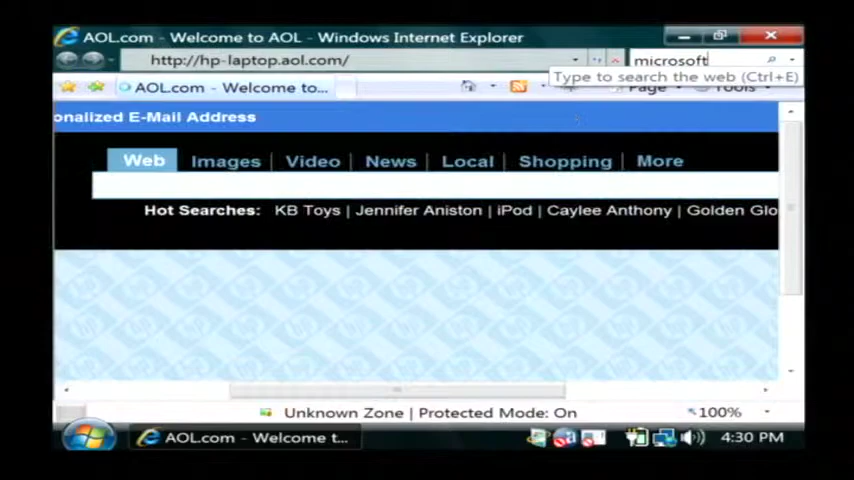 AOL.com - Welcome to AOL - Windows Internet Explorer
http://hp-laptop.aol.com/
microsoft
Type to search the web (Ctrl+E)
AOL.com - Welcome to...
Page
Tools
onalized E-Mail Address
Web Images Video News Local Shopping More
Hot Searches: KB Toys | Jennifer Aniston | iPod | Caylee Anthony | Golden Glo
Unknown Zone | Protected Mode: On
100%
AOL.com - Welcome t...
4:30 PM